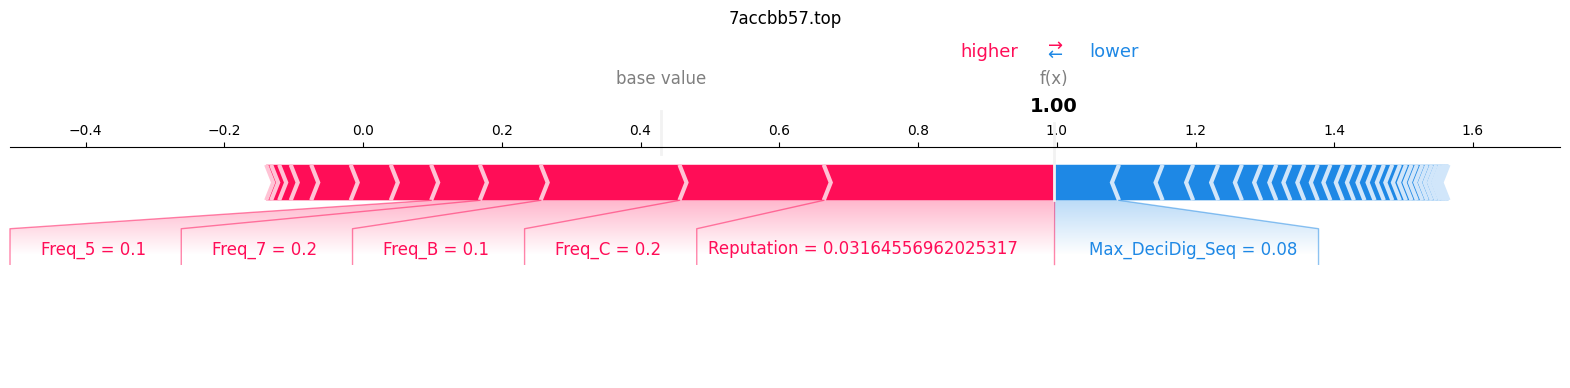 7accbb57.top
higher ⇄ lower
base value f(x)
1.00
−0.4 −0.2 0.0 0.2 0.4 0.6 0.8 1.0 1.2 1.4 1.6
Freq_5 = 0.1 Freq_7 = 0.2 Freq_B = 0.1 Freq_C = 0.2 Reputation = 0.03164556962025317 Max_DeciDig_Seq = 0.08